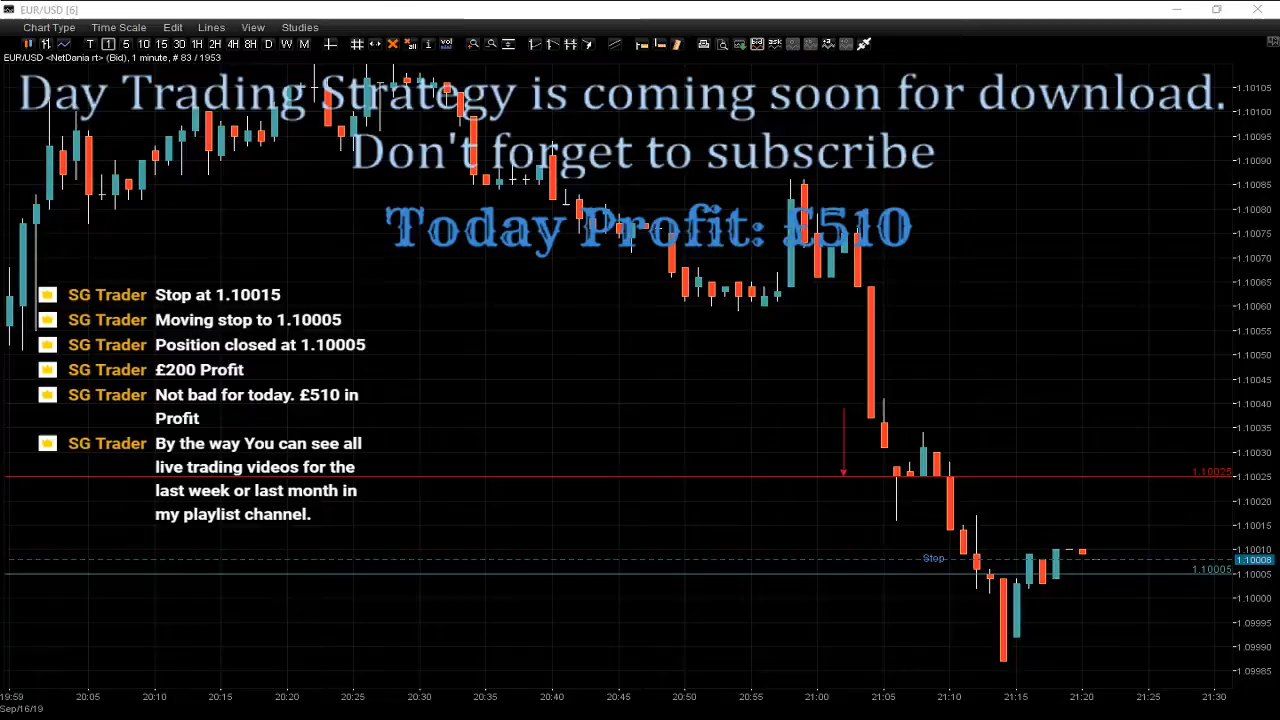 EUR/USD [6]
Chart Type Time Scale Edit Lines View Studies
T 1 5 10 15 30 1H 2H 4H 8H D W M
EUR/USD <NetDania rt> (Bid), 1 minute, # 83 / 1953
Day Trading Strategy is coming soon for download.
Don't forget to subscribe
Today Profit: £510
SG Trader Stop at 1.10015
SG Trader Moving stop to 1.10005
SG Trader Position closed at 1.10005
SG Trader £200 Profit
SG Trader Not bad for today. £510 in
Profit
SG Trader By the way You can see all
live trading videos for the
last week or last month in
my playlist channel.
Stop
1.10025
1.10005
1.10105
1.10095
1.10090
1.10085
1.10080
1.10075
1.10070
1.10065
1.10060
1.10055
1.10050
1.10045
1.10040
1.10035
1.10030
1.10025
1.10020
1.10015
1.10010
1.10008
1.10005
1.10000
1.09995
1.09990
1.09985
19:59 20:05 20:10 20:15 20:20 20:25 20:30 20:35 20:40 20:45 20:50 20:55 21:00 21:05 21:10 21:15 21:20 21:25 21:30
Sep/16/19